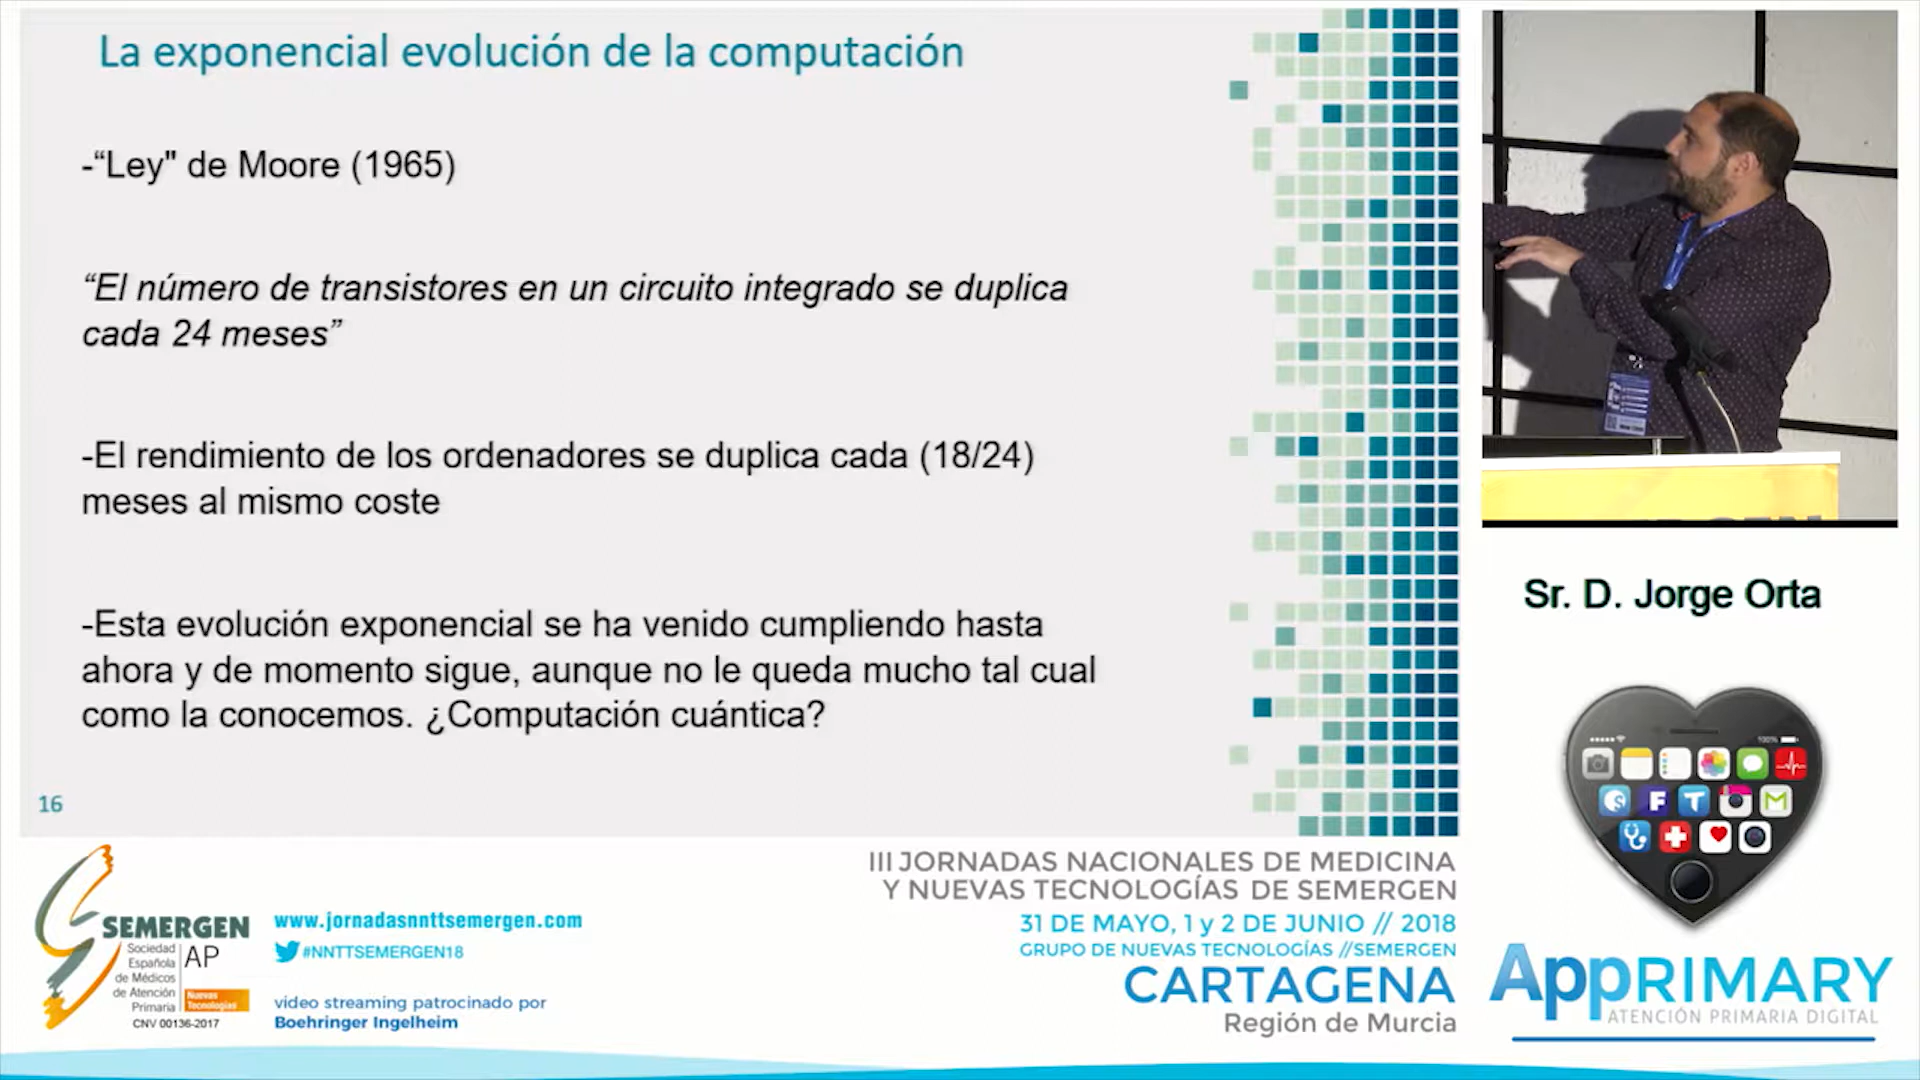 La exponencial evolución de la computación
-“Ley" de Moore (1965)
“El número de transistores en un circuito integrado se duplica
cada 24 meses”
-El rendimiento de los ordenadores se duplica cada (18/24)
meses al mismo coste
-Esta evolución exponencial se ha venido cumpliendo hasta
ahora y de momento sigue, aunque no le queda mucho tal cual
como la conocemos. ¿Computación cuántica?
16
Sr. D. Jorge Orta
100%
F
T
M
SEMERGEN
Sociedad
Española
de Médicos
de Atención
Primaria
AP
Nuevas
Tecnologías
CNV 00136-2017
www.jornadasnnttsemergen.com
#NNTTSEMERGEN18
video streaming patrocinado por
Boehringer Ingelheim
III JORNADAS NACIONALES DE MEDICINA
Y NUEVAS TECNOLOGÍAS DE SEMERGEN
31 DE MAYO, 1 y 2 DE JUNIO // 2018
GRUPO DE NUEVAS TECNOLOGÍAS //SEMERGEN
CARTAGENA
Región de Murcia
AppRIMARY
ATENCIÓN PRIMARIA DIGITAL